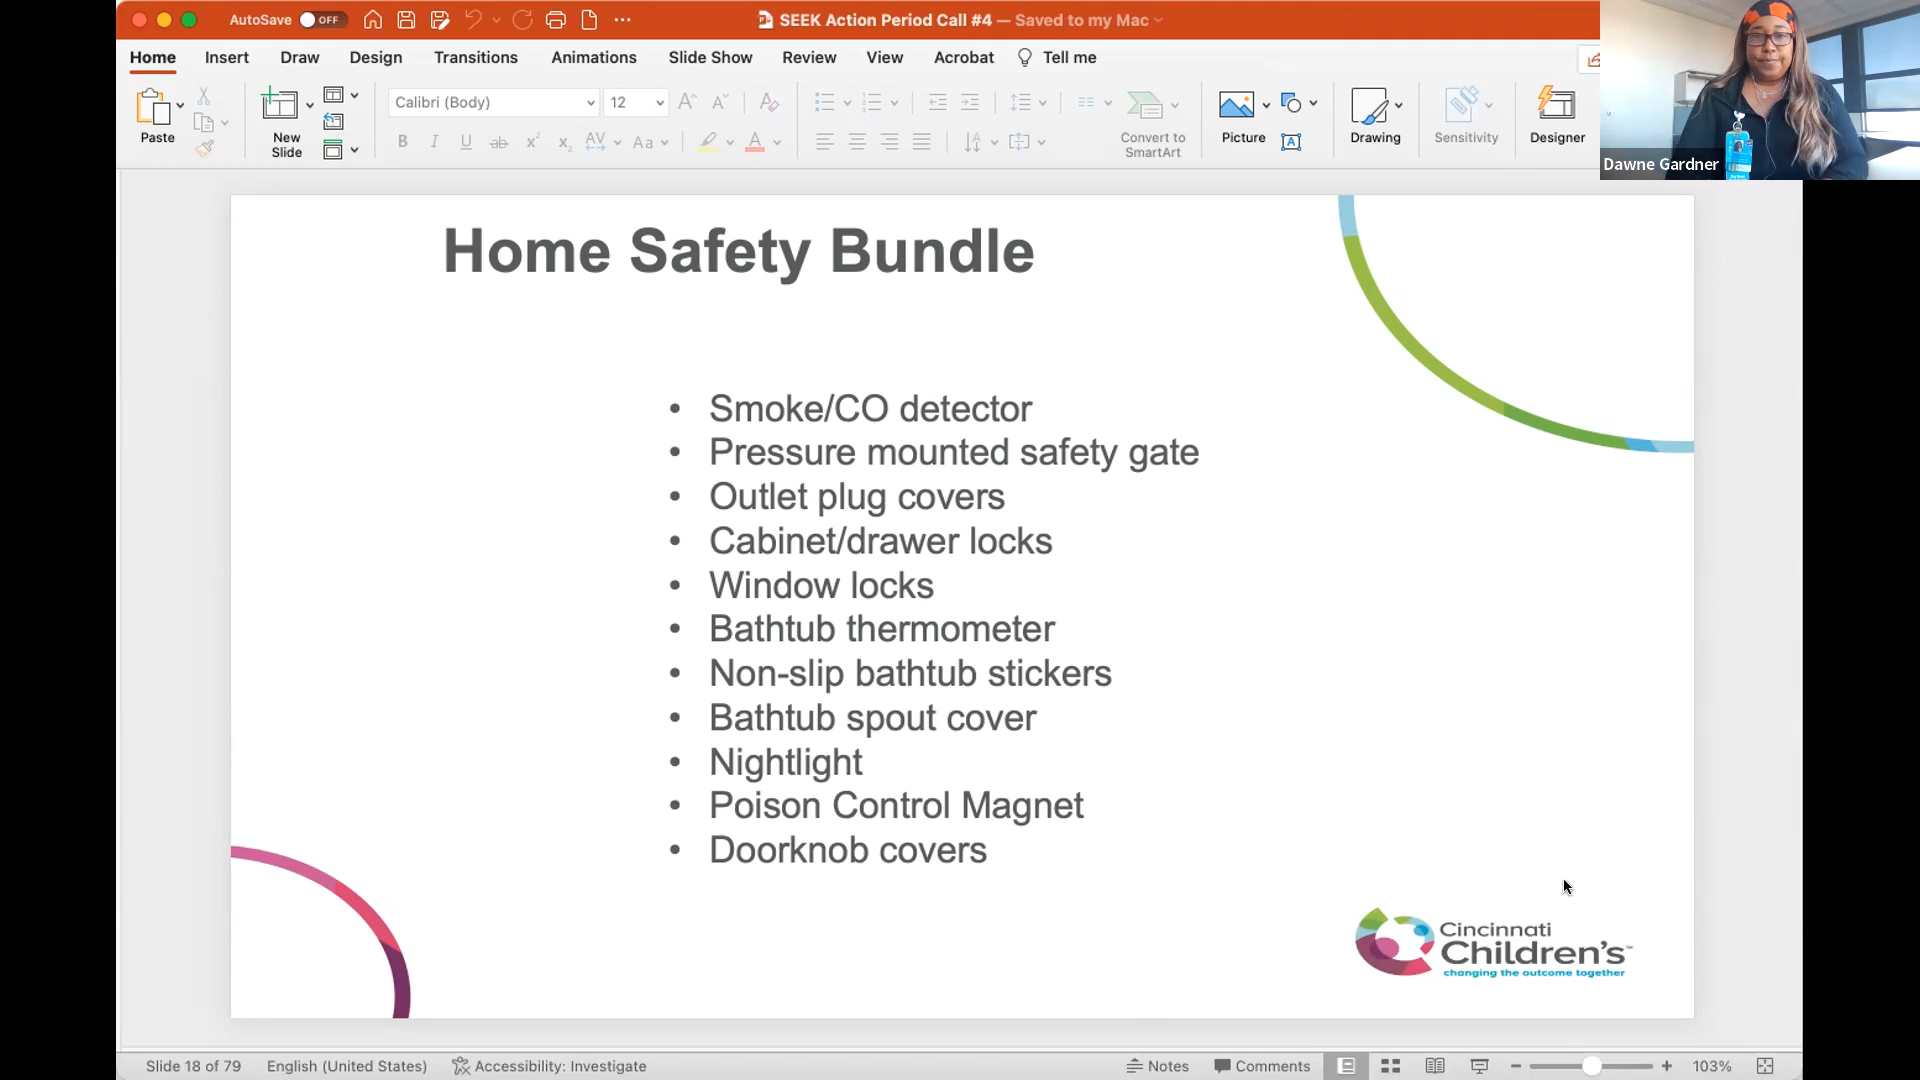 AutoSave OFF
SEEK Action Period Call #4 — Saved to my Mac
Home Insert Draw Design Transitions Animations Slide Show Review View Acrobat Tell me
Paste
New Slide
Calibri (Body) 12
Convert to SmartArt
Picture
Drawing
Sensitivity
Designer
Dawne Gardner
Home Safety Bundle
• Smoke/CO detector
• Pressure mounted safety gate
• Outlet plug covers
• Cabinet/drawer locks
• Window locks
• Bathtub thermometer
• Non-slip bathtub stickers
• Bathtub spout cover
• Nightlight
• Poison Control Magnet
• Doorknob covers
Cincinnati
Children's™
changing the outcome together
Slide 18 of 79 English (United States) Accessibility: Investigate Notes Comments 103%